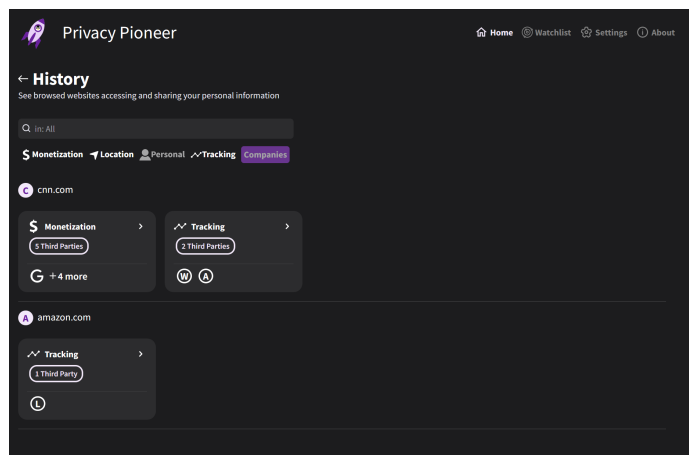 Privacy Pioneer
Home Watchlist Settings About
← History
See browsed websites accessing and sharing your personal information
in: All
Monetization Location Personal Tracking Companies
C cnn.com
Monetization >
5 Third Parties
G +4 more
Tracking >
2 Third Parties
W A
A amazon.com
Tracking >
1 Third Party
L